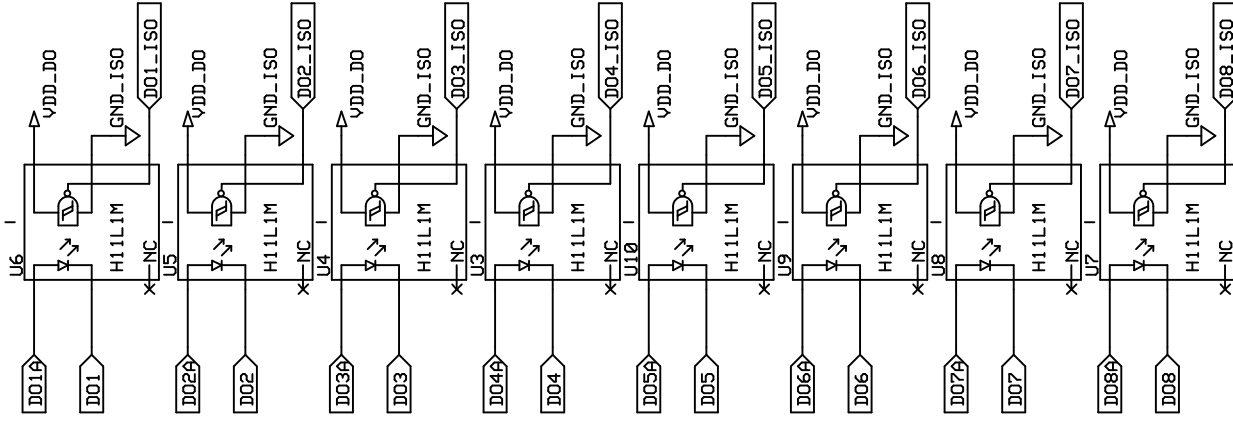 U6 I
DO1A VDD_DO
DO1 H11L1M GND_ISO
NC DO1_ISO
U5 I
DO2A VDD_DO
DO2 H11L1M GND_ISO
NC DO2_ISO
U4 I
DO3A VDD_DO
DO3 H11L1M GND_ISO
NC DO3_ISO
U3 I
DO4A VDD_DO
DO4 H11L1M GND_ISO
NC DO4_ISO
U10 I
DO5A VDD_DO
DO5 H11L1M GND_ISO
NC DO5_ISO
U9 I
DO6A VDD_DO
DO6 H11L1M GND_ISO
NC DO6_ISO
U8 I
DO7A VDD_DO
DO7 H11L1M GND_ISO
NC DO7_ISO
U7 I
DO8A VDD_DO
DO8 H11L1M GND_ISO
NC DO8_ISO